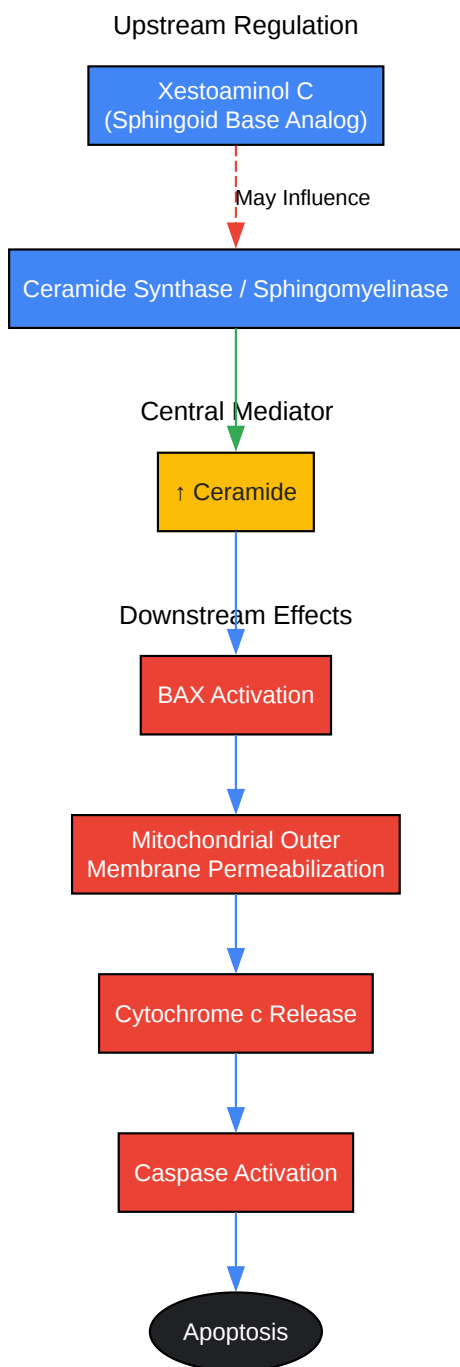 Upstream Regulation
Xestoaminol C
(Sphingoid Base Analog)
May Influence
Ceramide Synthase / Sphingomyelinase
Central Mediator
↑ Ceramide
Downstream Effects
BAX Activation
Mitochondrial Outer
Membrane Permeabilization
Cytochrome c Release
Caspase Activation
Apoptosis